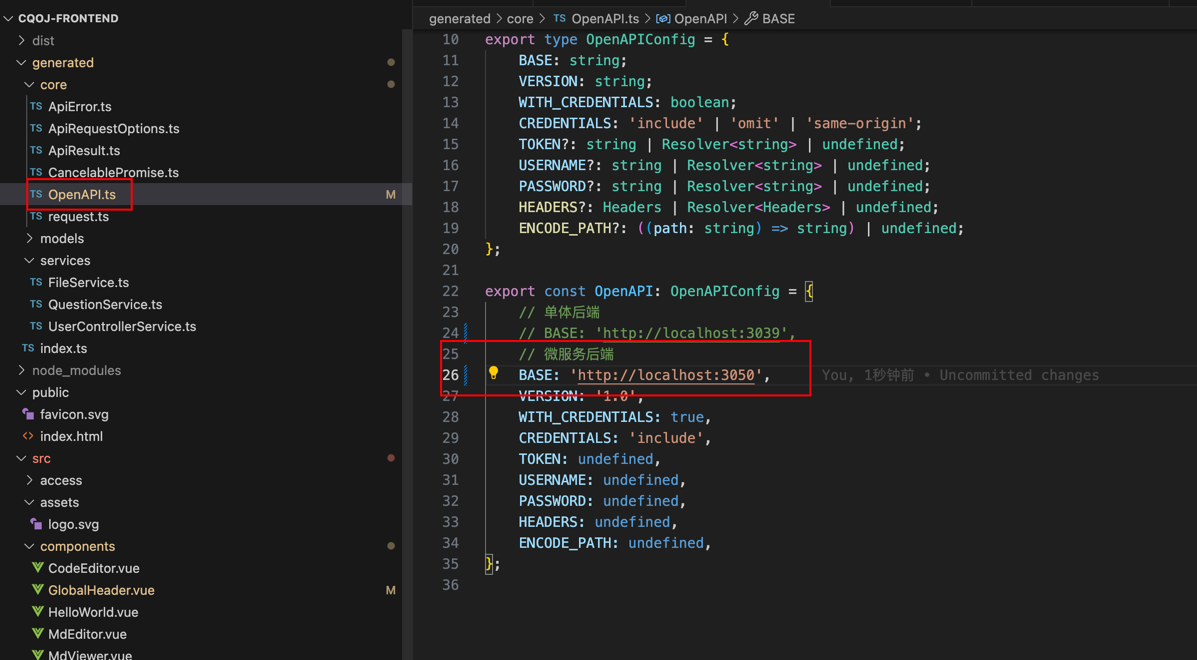 CQOJ-FRONTEND
dist
generated
core
TS ApiError.ts
TS ApiRequestOptions.ts
TS ApiResult.ts
TS CancelablePromise.ts
TS OpenAPI.ts M
TS request.ts
models
services
TS FileService.ts
TS QuestionService.ts
TS UserControllerService.ts
TS index.ts
node_modules
public
favicon.svg
index.html
src
access
assets
logo.svg
components
CodeEditor.vue
GlobalHeader.vue M
HelloWorld.vue
MdEditor.vue
MdViewer.vue
generated > core > TS OpenAPI.ts > OpenAPI > BASE
10 export type OpenAPIConfig = {
11 BASE: string;
12 VERSION: string;
13 WITH_CREDENTIALS: boolean;
14 CREDENTIALS: 'include' | 'omit' | 'same-origin';
15 TOKEN?: string | Resolver<string> | undefined;
16 USERNAME?: string | Resolver<string> | undefined;
17 PASSWORD?: string | Resolver<string> | undefined;
18 HEADERS?: Headers | Resolver<Headers> | undefined;
19 ENCODE_PATH?: ((path: string) => string) | undefined;
20 };
21
22 export const OpenAPI: OpenAPIConfig = {
23 // 单体后端
24 // BASE: 'http://localhost:3039',
25 // 微服务后端
26 BASE: 'http://localhost:3050', You, 1秒钟前 • Uncommitted changes
27 VERSION: '1.0',
28 WITH_CREDENTIALS: true,
29 CREDENTIALS: 'include',
30 TOKEN: undefined,
31 USERNAME: undefined,
32 PASSWORD: undefined,
33 HEADERS: undefined,
34 ENCODE_PATH: undefined,
35 };
36